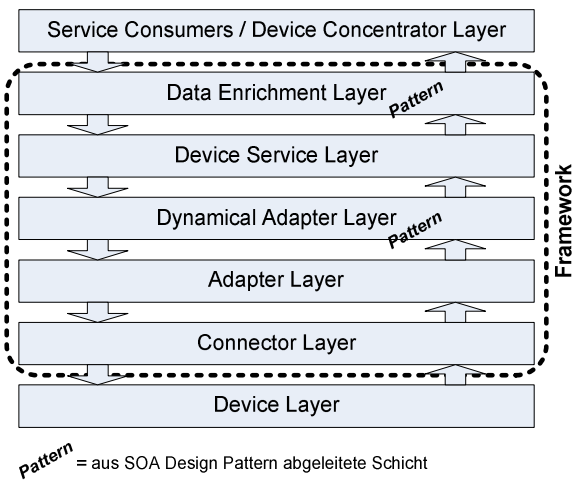 Service Consumers / Device Concentrator Layer
Data Enrichment Layer
Pattern
Device Service Layer
Dynamical Adapter Layer
Pattern
Adapter Layer
Connector Layer
Device Layer
Framework
Pattern = aus SOA Design Pattern abgeleitete Schicht